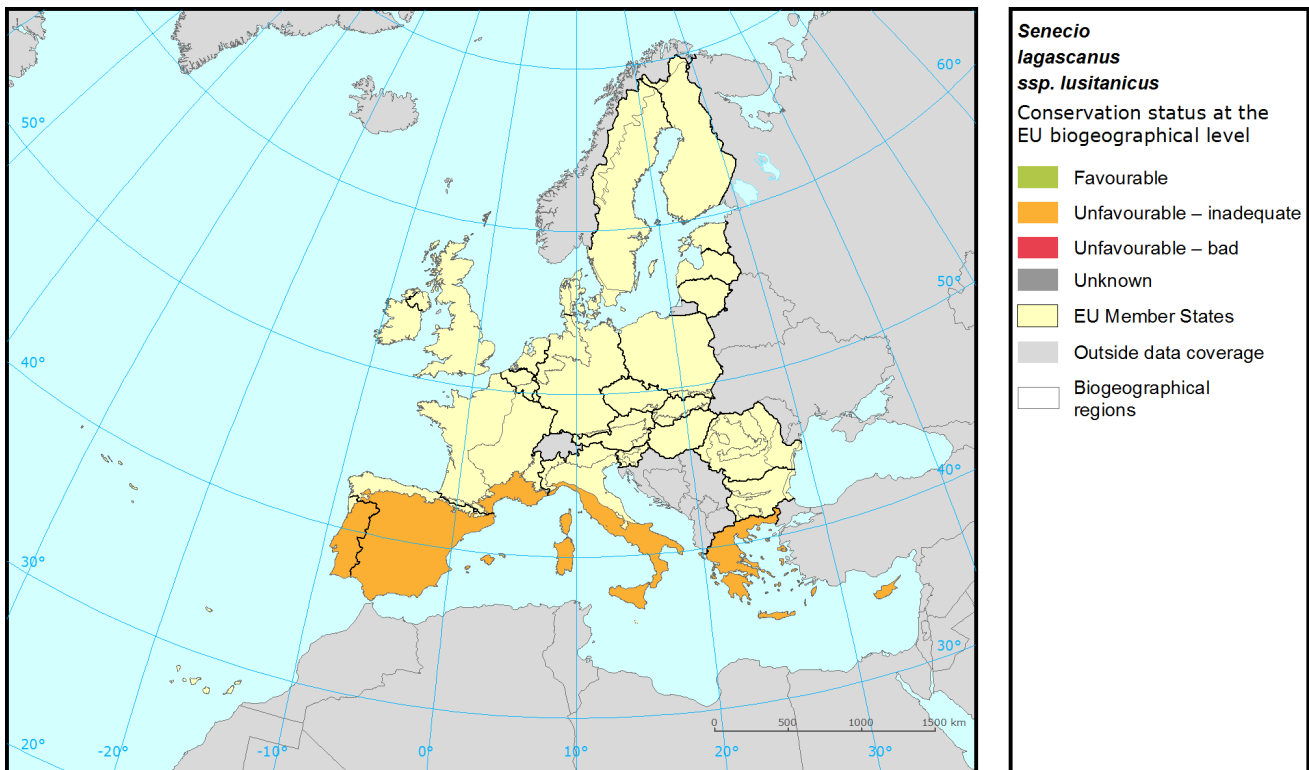 Senecio
lagascanus
ssp. lusitanicus
Conservation status at the
EU biogeographical level
Favourable
Unfavourable – inadequate
Unfavourable – bad
Unknown
EU Member States
Outside data coverage
Biogeographical
regions
60°
50°
50°
40°
40°
30°
30°
0 500 1000 1500 km
20° -20° -10° 0° 10° 20° 30°